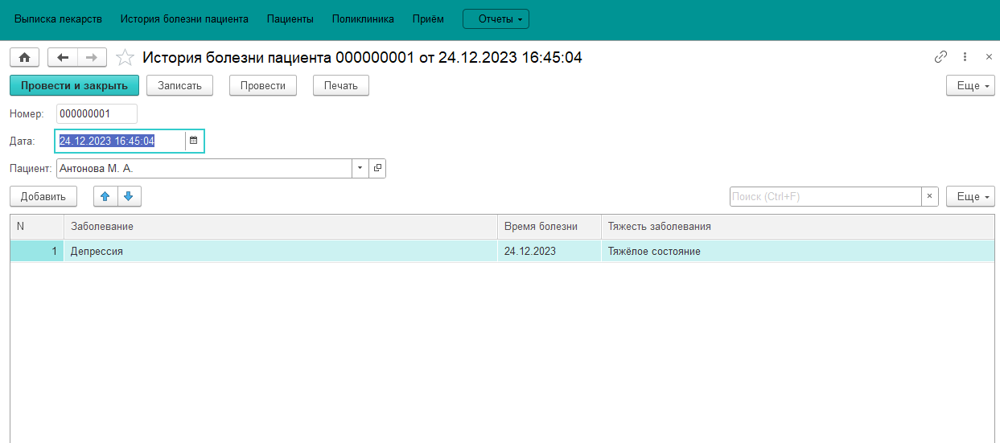 Выписка лекарств История болезни пациента Пациенты Поликлиника Приём Отчеты
История болезни пациента 000000001 от 24.12.2023 16:45:04
Провести и закрыть Записать Провести Печать Еще
Номер: 000000001
Дата: 24.12.2023 16:45:04
Пациент: Антонова М. А.
Добавить Поиск (Ctrl+F) × Еще
N Заболевание Время болезни Тяжесть заболевания
1 Депрессия 24.12.2023 Тяжёлое состояние